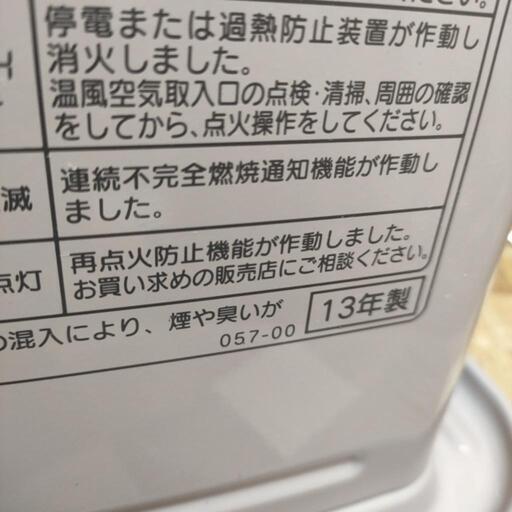 ださい。
停電または過熱防止装置が作動し
消火しました。
温風空気取入口の点検・清掃、周囲の確認
をしてから、点火操作をしてください。
滅
連続不完全燃焼通知機能が作動し
ました。
点灯
再点火防止機能が作動しました。
お買い求めの販売店にご相談ください。
の混入により、煙や臭いが
057-00
13年製